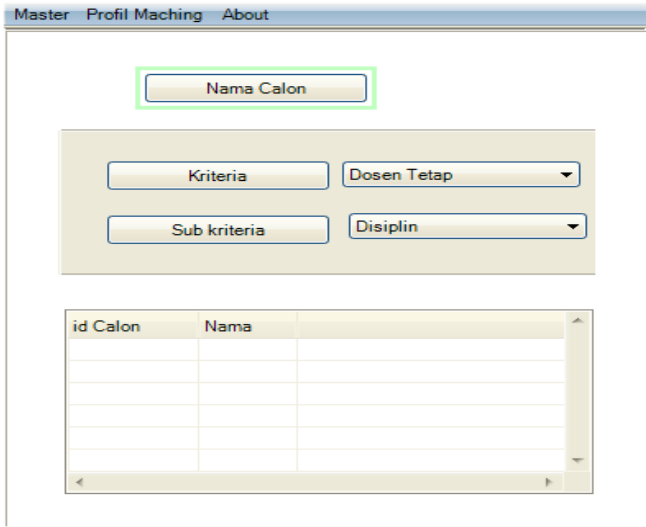 Master Profil Maching About
Nama Calon
Kriteria Dosen Tetap
Sub kriteria Disiplin
id Calon Nama